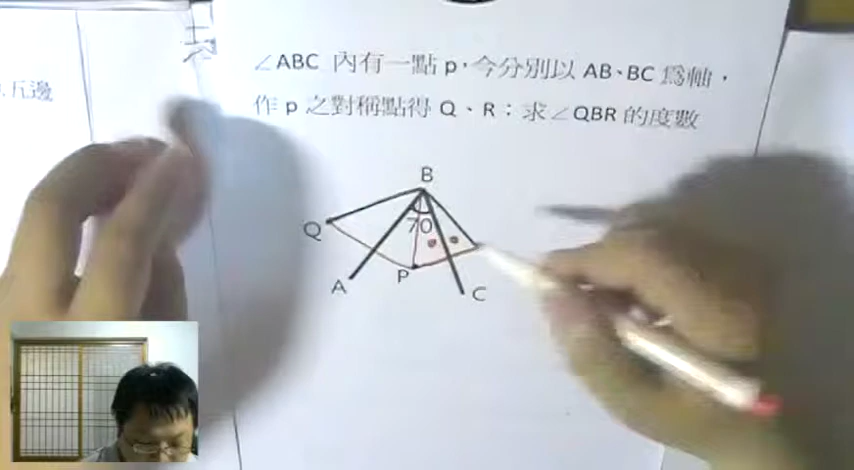 ∠ABC 內有一點 p，今分別以 AB、BC 為軸，
作 p 之對稱點得 Q、R；求∠QBR 的度數
B
Q
70
A
P
C